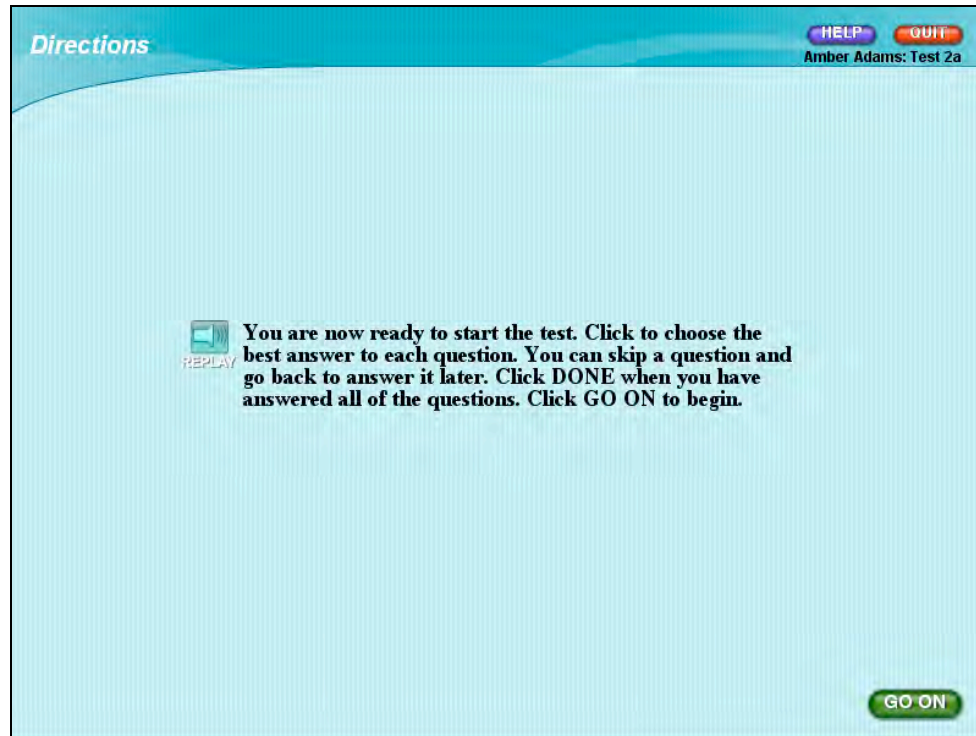 Directions
HELP QUIT
Amber Adams: Test 2a
You are now ready to start the test. Click to choose the
best answer to each question. You can skip a question and
go back to answer it later. Click DONE when you have
answered all of the questions. Click GO ON to begin.
REPLAY
GO ON